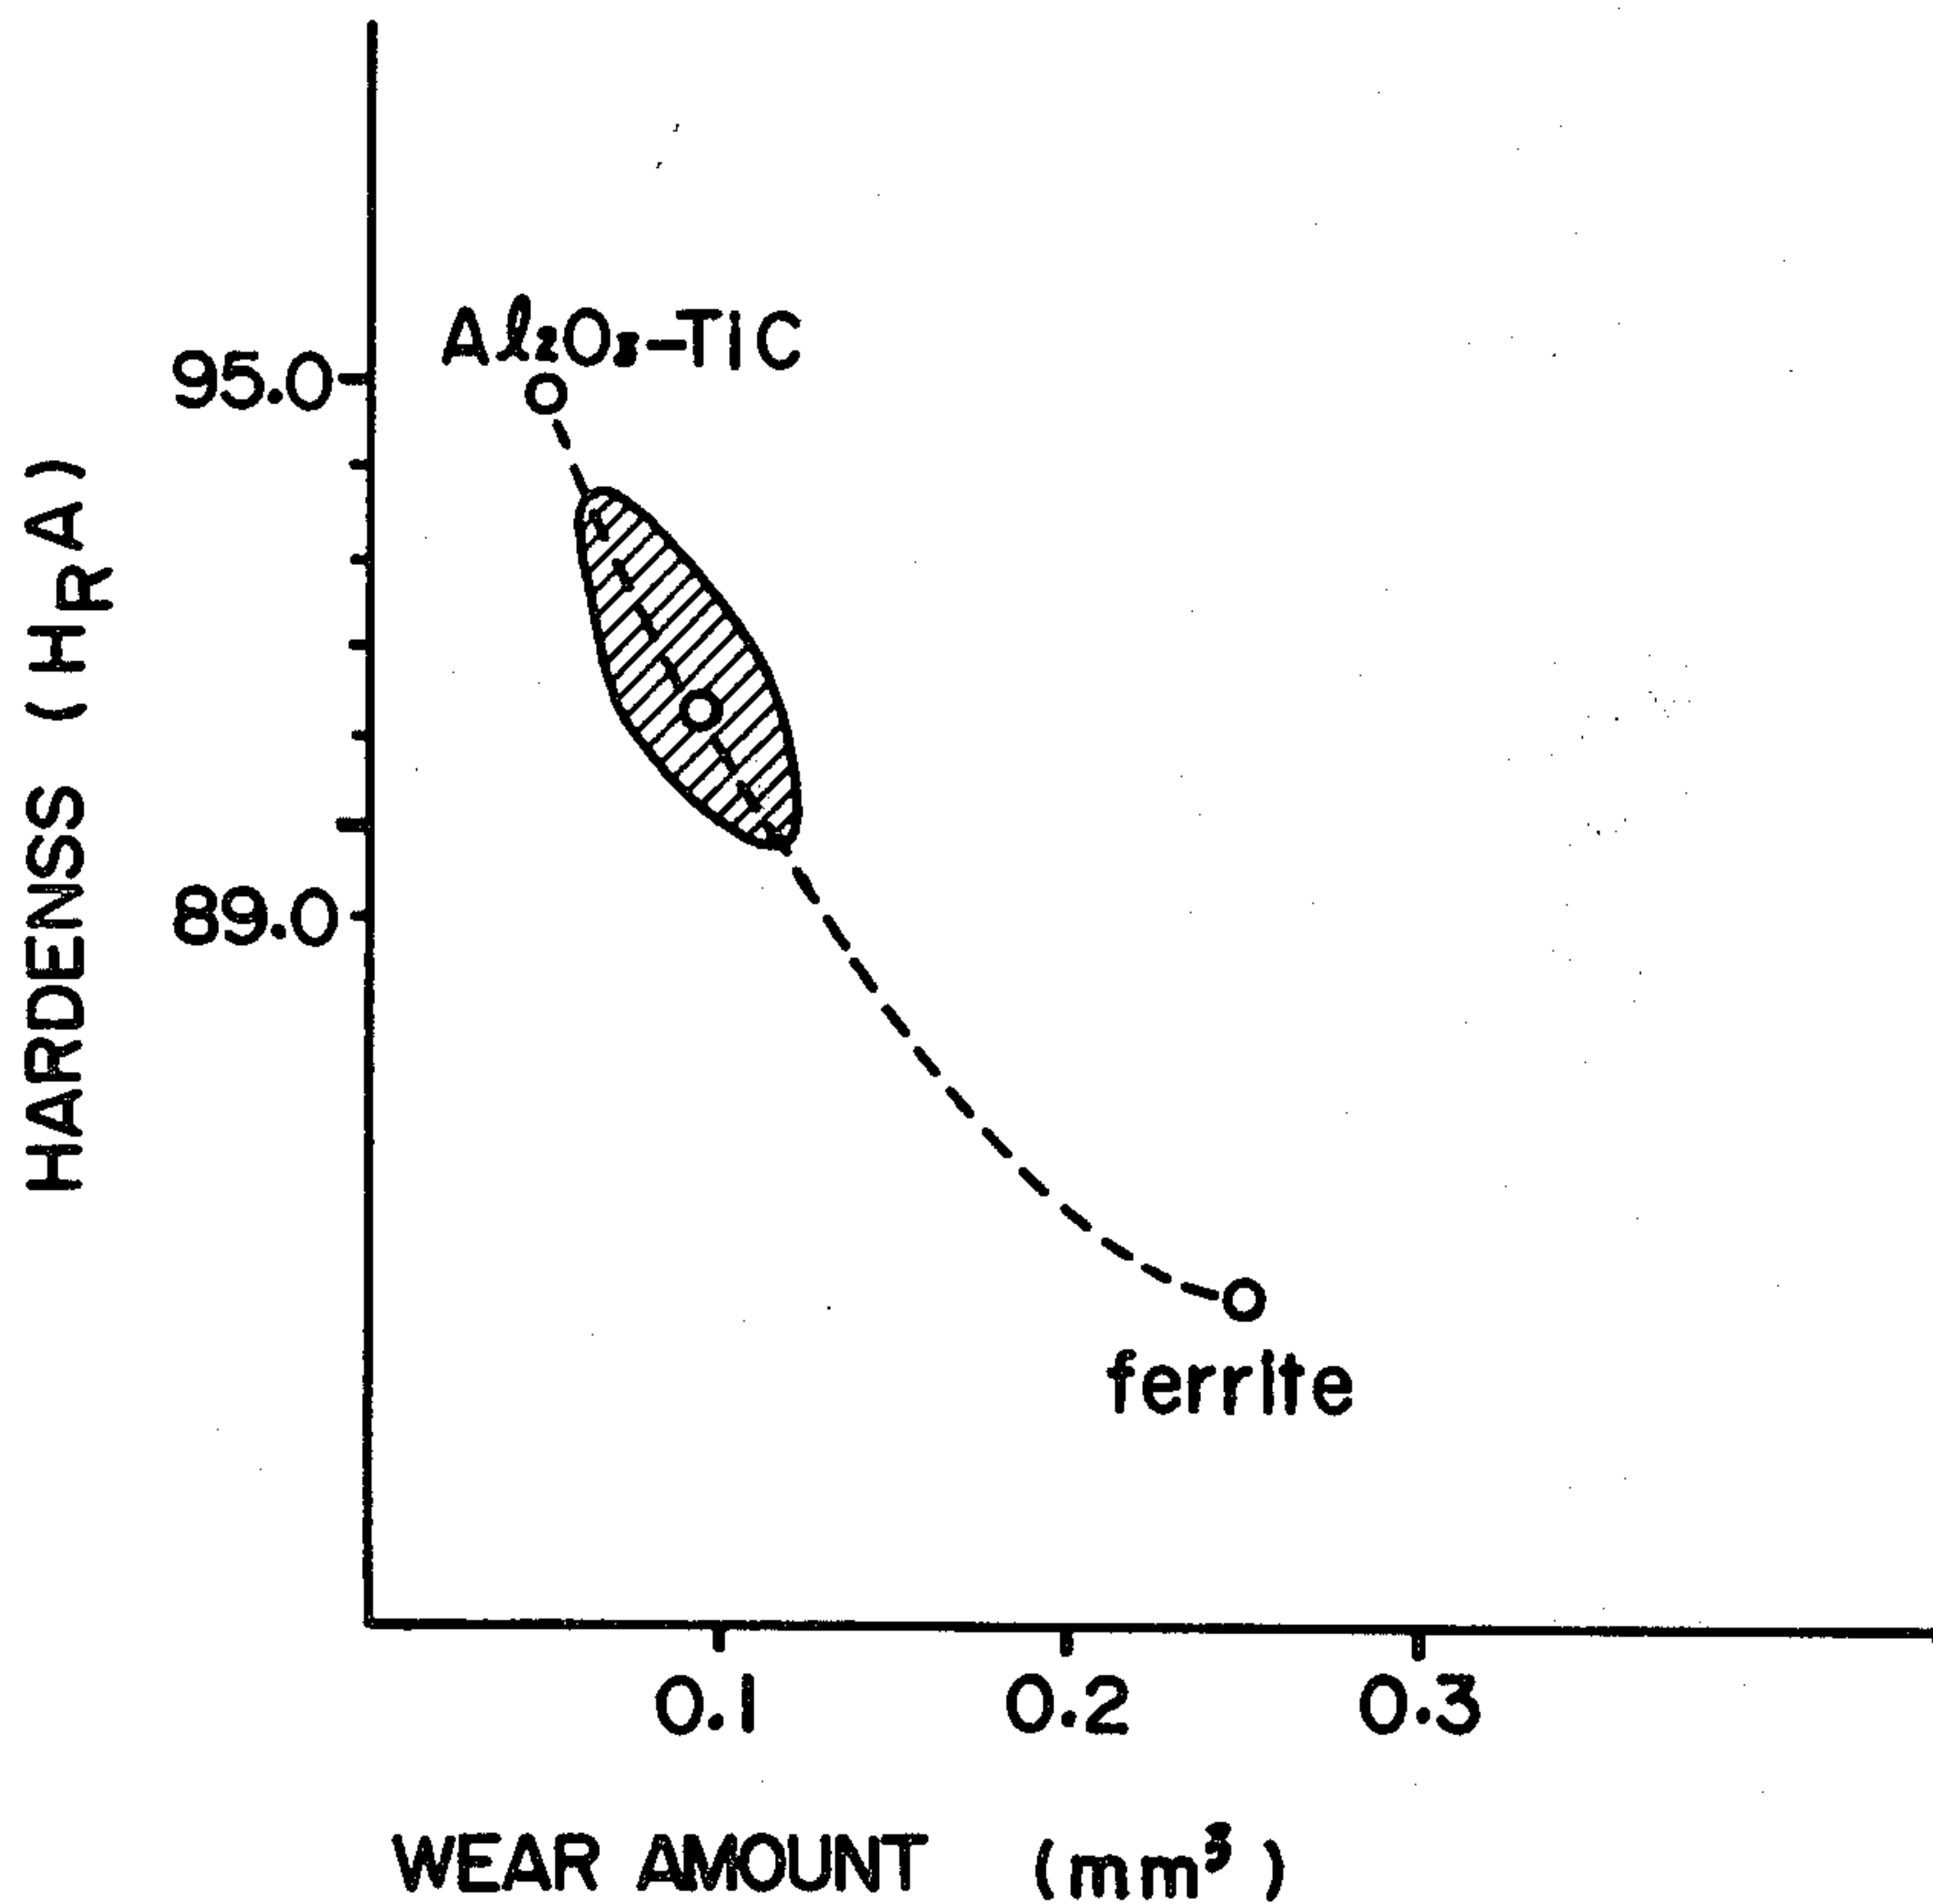 Al₂O₃-TiC
95.0
HARDENSS (HRA)
89.0
ferrite
0.1 0.2 0.3
WEAR AMOUNT (mm³)